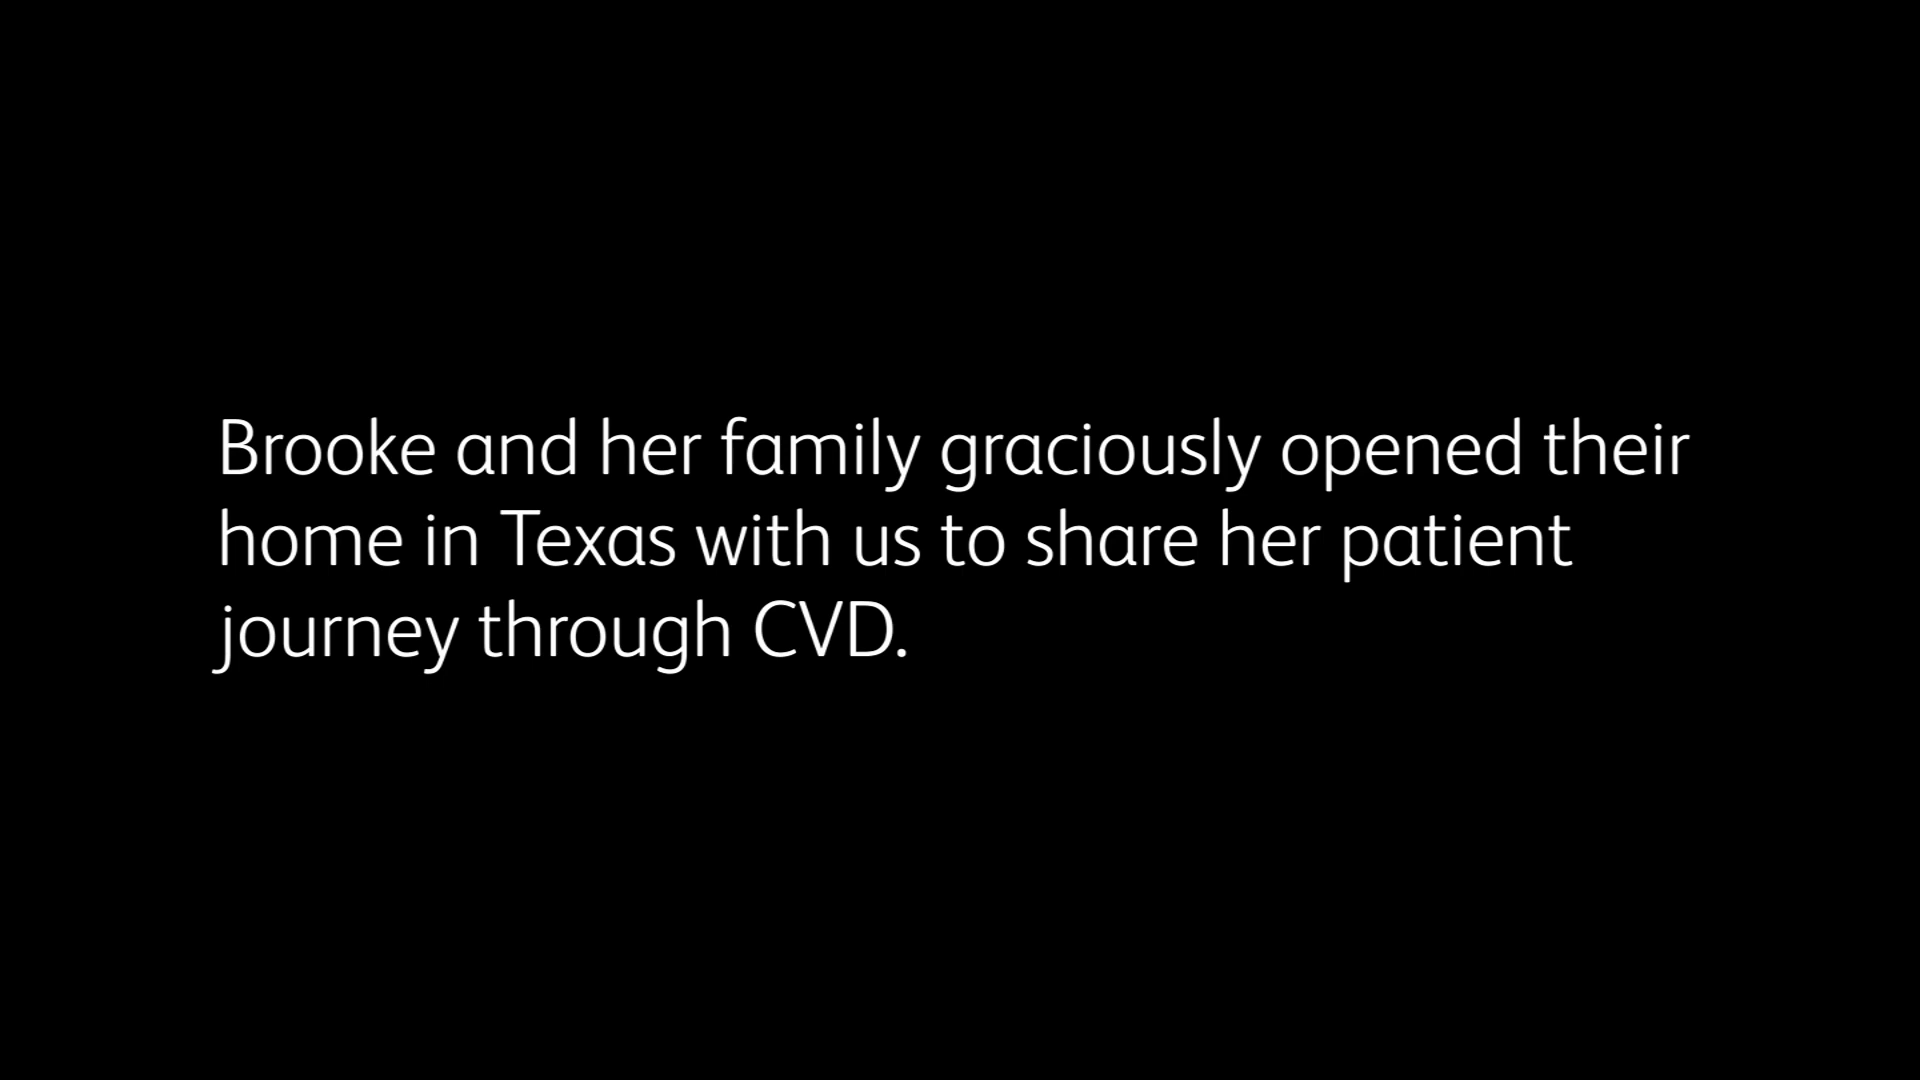 Brooke and her family graciously opened their
home in Texas with us to share her patient
journey through CVD.